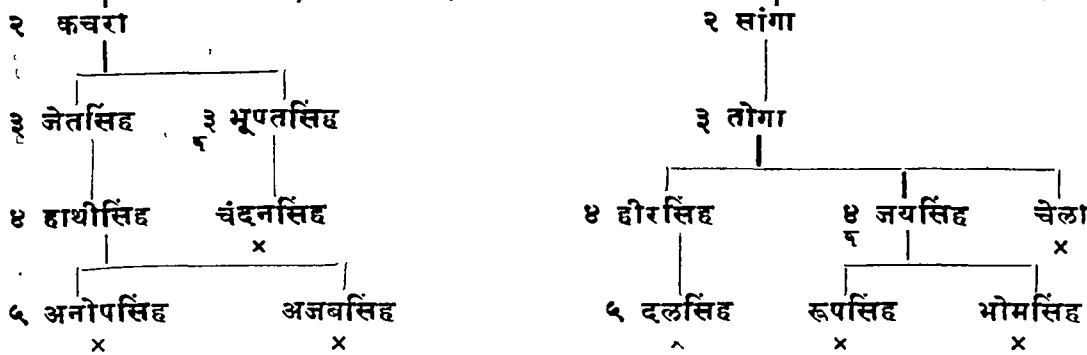 २ कचरा २ सांगा
३ जेतसिंह ३ भूपतसिंह ३ तोगा
४ हाथीसिंह चंदनसिंह ४ हीरसिंह ४ जयसिंह चेला
× ×
५ अनोपसिंह अजबसिंह ५ दलसिंह रूपसिंह भोमसिंह
× × × ×